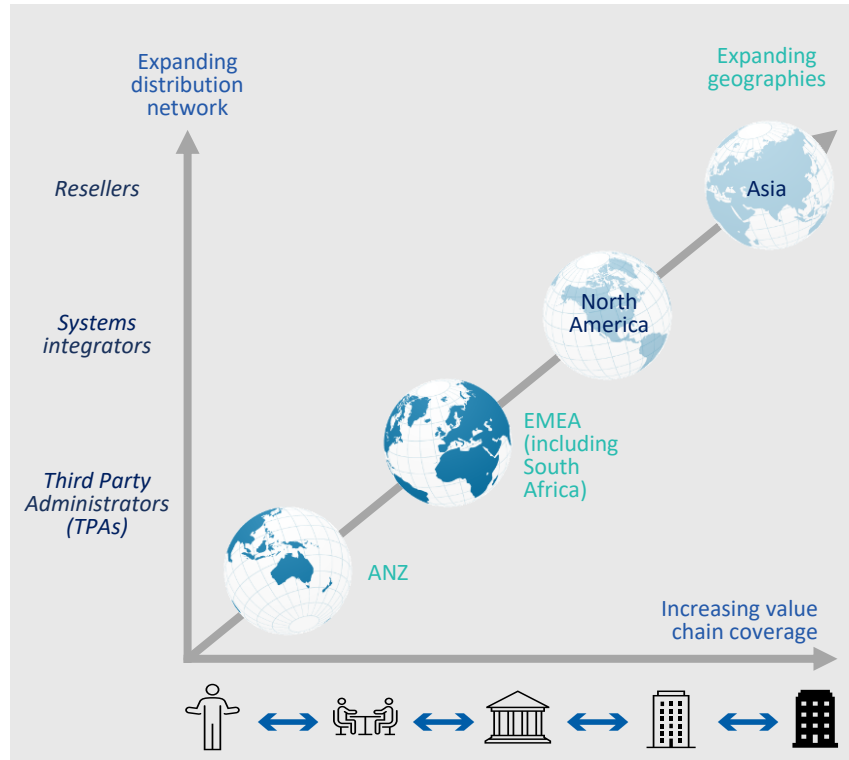 Expanding
distribution
network
Expanding
geographies
Resellers
Asia
Systems
integrators
North
America
EMEA
(including
South
Africa)
Third Party
Administrators
(TPAs)
ANZ
Increasing value
chain coverage